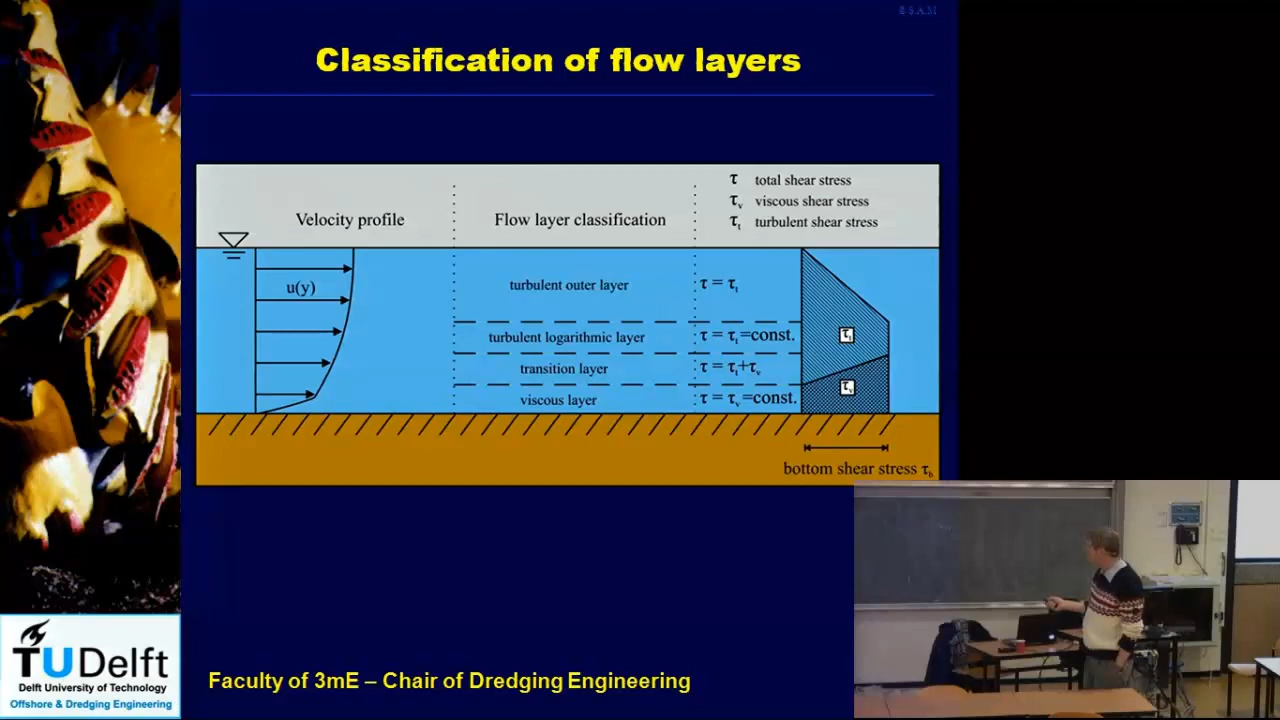 © S.A.M
Classification of flow layers
τ total shear stress
τv viscous shear stress
τt turbulent shear stress
Velocity profile
Flow layer classification
u(y)
turbulent outer layer
τ = τt
turbulent logarithmic layer
τ = τt=const.
τt
transition layer
τ = τt+τv
viscous layer
τ = τv=const.
τv
bottom shear stress τb
TUDelft
Delft University of Technology
Offshore & Dredging Engineering
Faculty of 3mE – Chair of Dredging Engineering